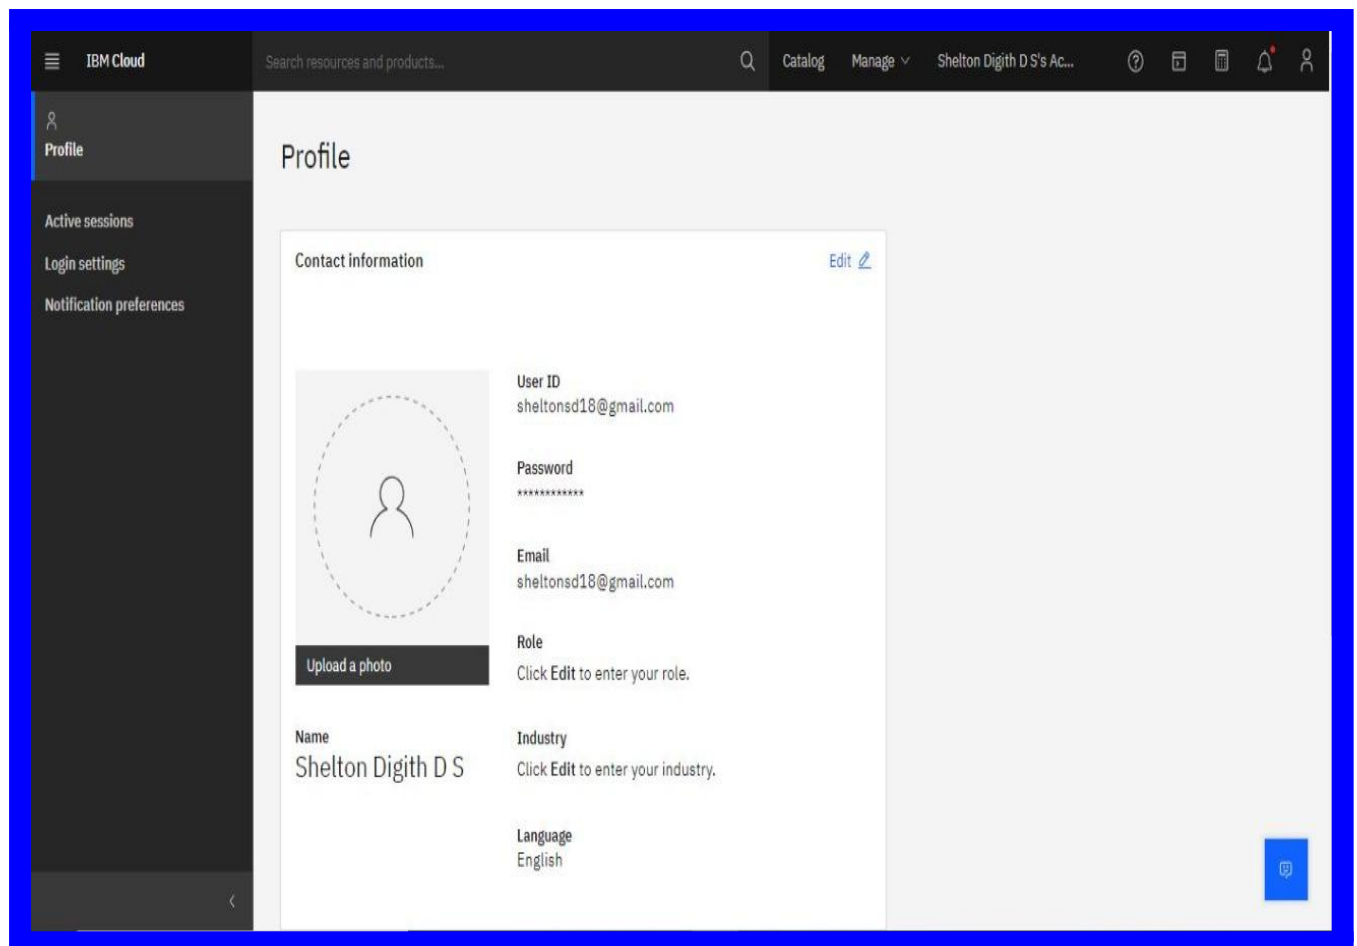 IBM Cloud
Search resources and products...
Catalog
Manage
Shelton Digith D S's Ac...
Profile
Active sessions
Login settings
Notification preferences
Profile
Contact information
Edit
Upload a photo
Name
Shelton Digith D S
User ID
sheltonsd18@gmail.com
Password
************
Email
sheltonsd18@gmail.com
Role
Click Edit to enter your role.
Industry
Click Edit to enter your industry.
Language
English